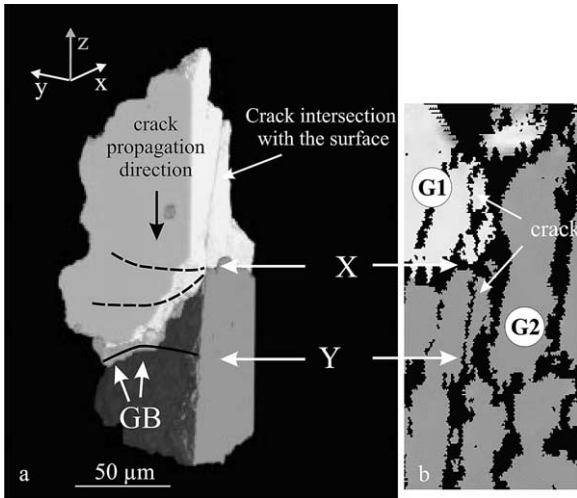 z
y
x
crack
propagation
direction
Crack intersection
with the surface
G1
crack
X
G2
Y
GB
a
50 µm
b